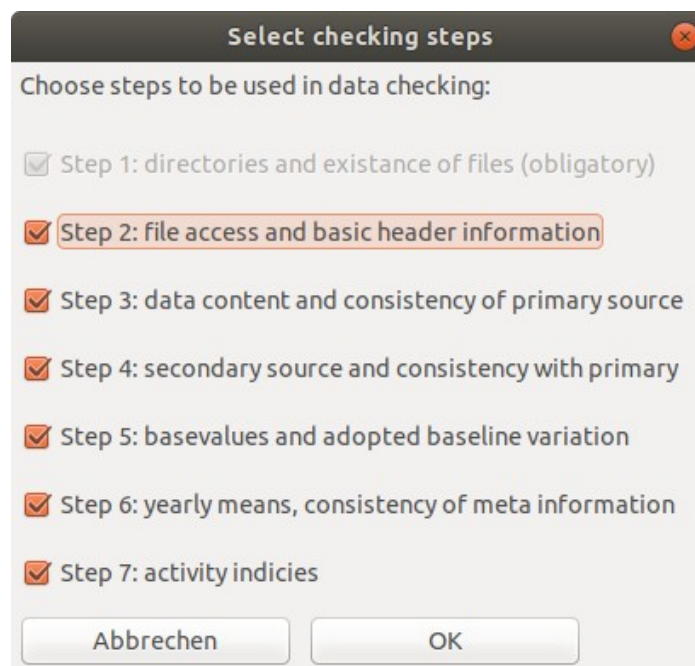 Select checking steps
Choose steps to be used in data checking:
Step 1: directories and existance of files (obligatory)
Step 2: file access and basic header information
Step 3: data content and consistency of primary source
Step 4: secondary source and consistency with primary
Step 5: basevalues and adopted baseline variation
Step 6: yearly means, consistency of meta information
Step 7: activity indicies
Abbrechen OK